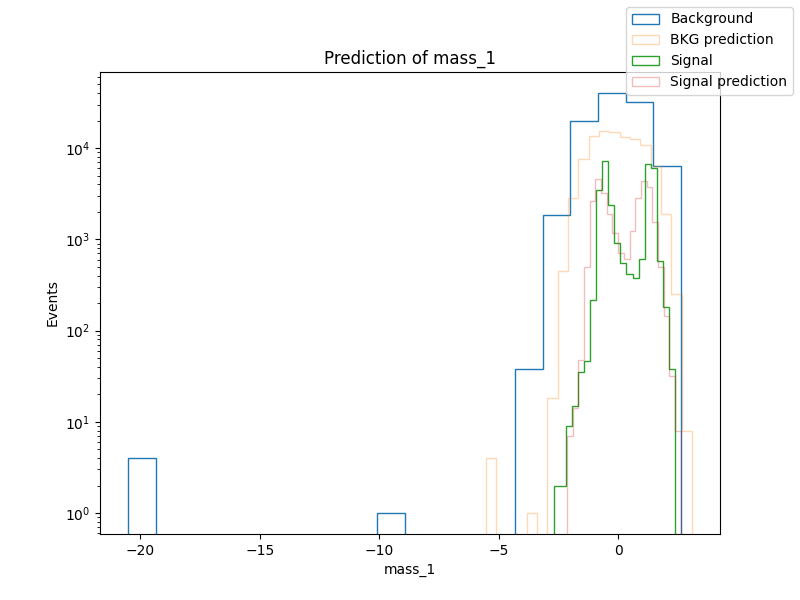 Prediction of mass_1
Background
BKG prediction
Signal
Signal prediction
Events
10^4
10^3
10^2
10^1
10^0
−20
−15
−10
−5
0
mass_1